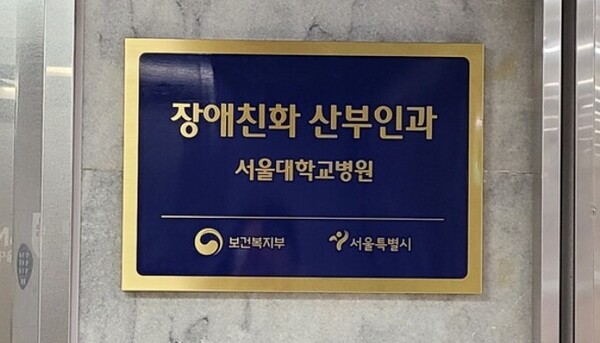 장애친화 산부인과
서울대학교병원
보건복지부 서울특별시